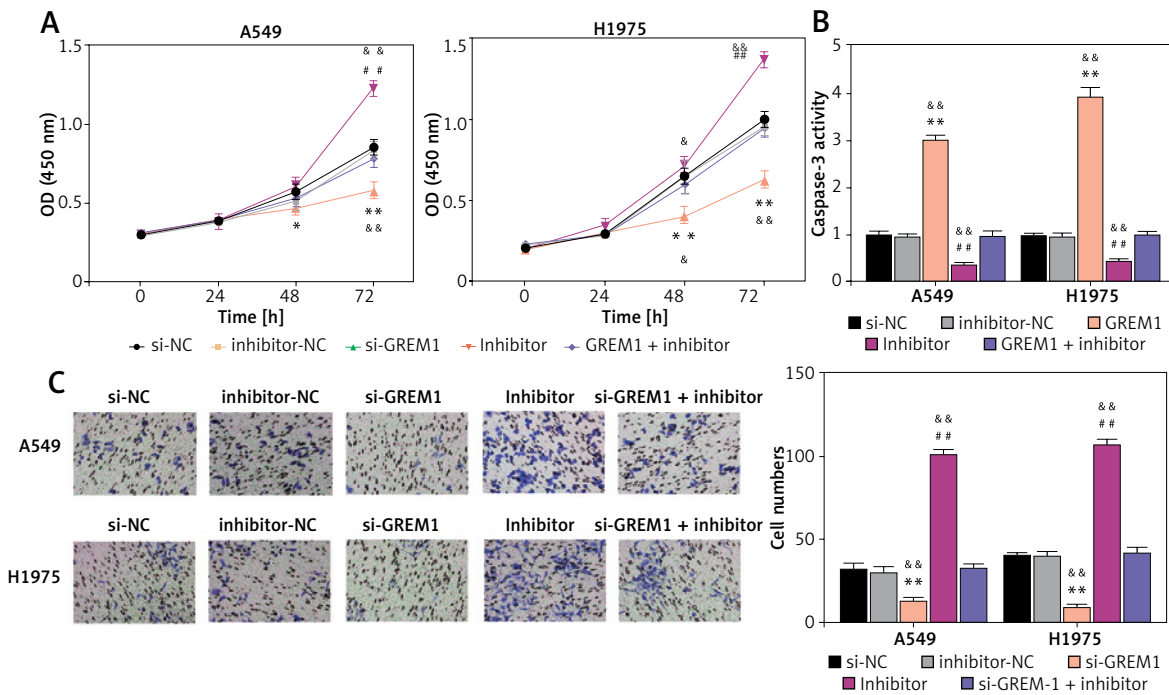 A
A549
H1975
1.5
1.0
0.5
0
OD (450 nm)
0 24 48 72
Time [h]
& &
# #
*
**
& &
1.5
1.0
0.5
0
OD (450 nm)
0 24 48 72
Time [h]
&&
##
&
* *
&
**
&&
si-NC inhibitor-NC si-GREM1 Inhibitor GREM1 + inhibitor
B
5
4
3
2
1
0
Caspase-3 activity
&&
**
&&
##
&&
**
&&
##
A549 H1975
si-NC inhibitor-NC GREM1
Inhibitor GREM1 + inhibitor
C
si-NC inhibitor-NC si-GREM1 Inhibitor si-GREM1 + inhibitor
A549
si-NC inhibitor-NC si-GREM1 Inhibitor si-GREM1 + inhibitor
H1975
150
100
50
0
Cell numbers
&&
**
&&
##
&&
**
&&
##
A549 H1975
si-NC inhibitor-NC si-GREM1
Inhibitor si-GREM-1 + inhibitor